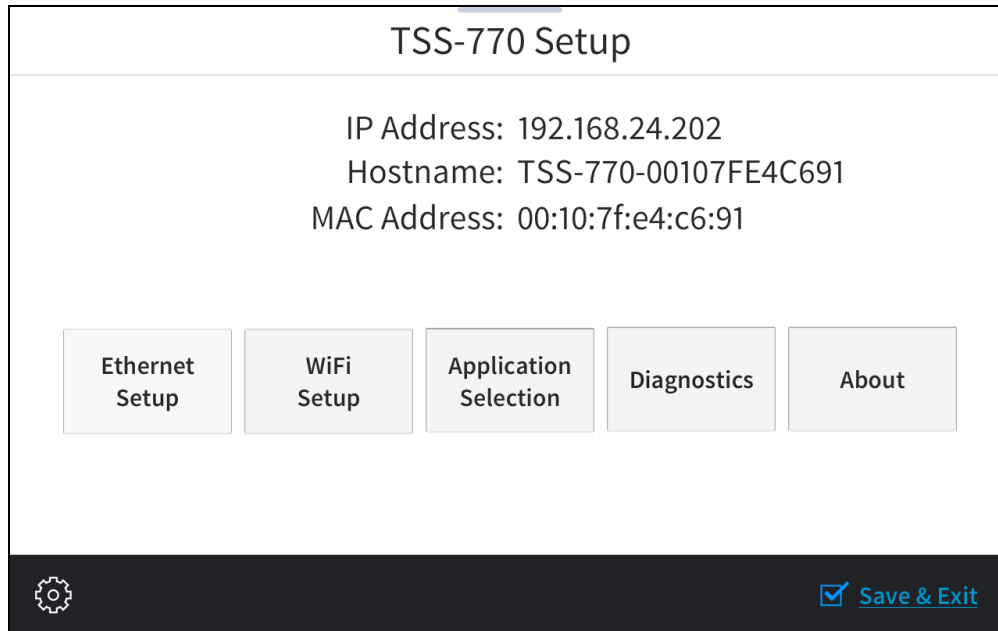 TSS-770 Setup
IP Address: 192.168.24.202
Hostname: TSS-770-00107FE4C691
MAC Address: 00:10:7f:e4:c6:91
Ethernet
Setup
WiFi
Setup
Application
Selection
Diagnostics
About
Save & Exit